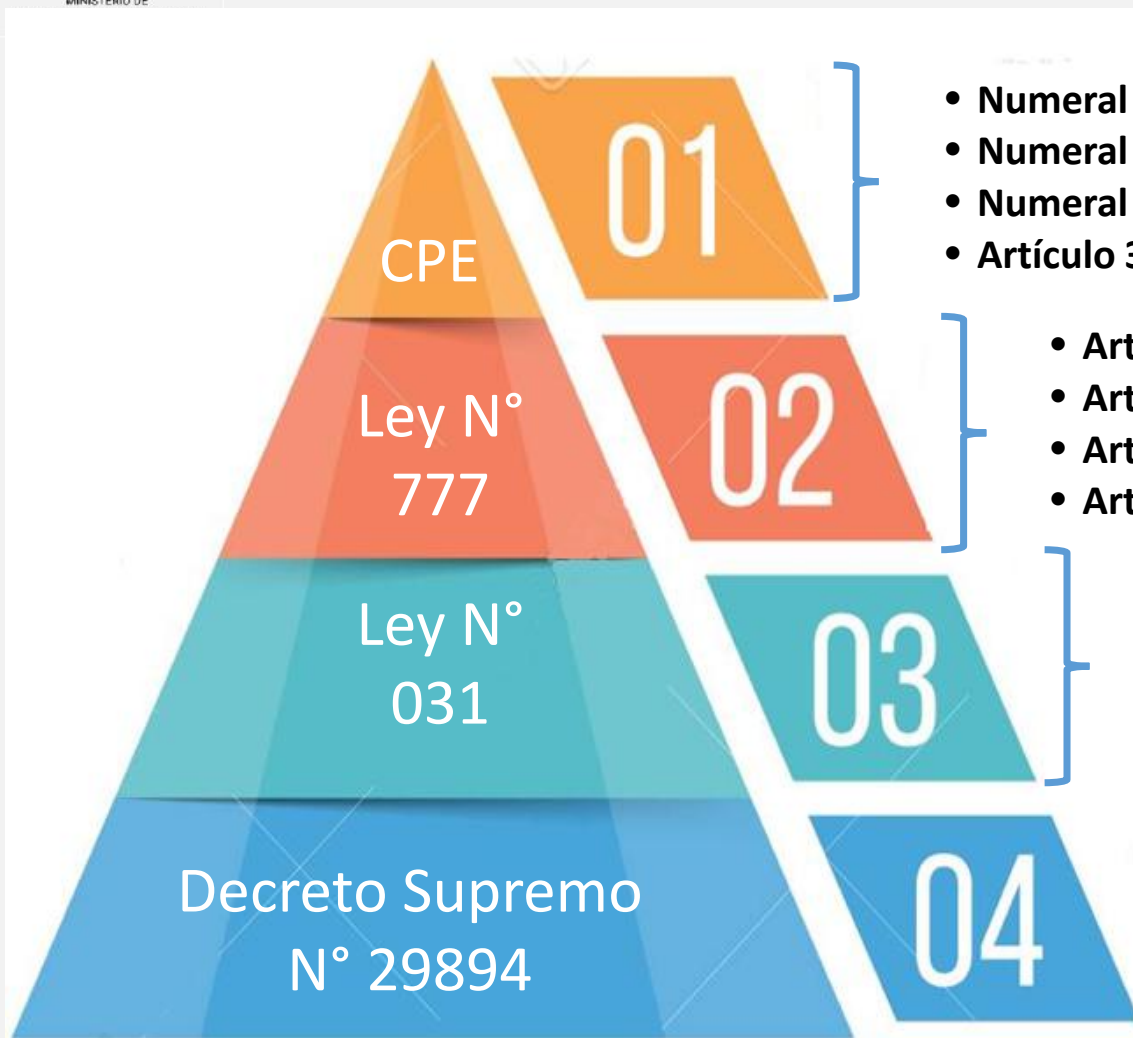 MINISTERIO DE
01
• Numeral
• Numeral
• Numeral
• Artículo 3
CPE
02
• Art
• Art
• Art
• Art
Ley N°
777
03
Ley N°
031
04
Decreto Supremo
N° 29894